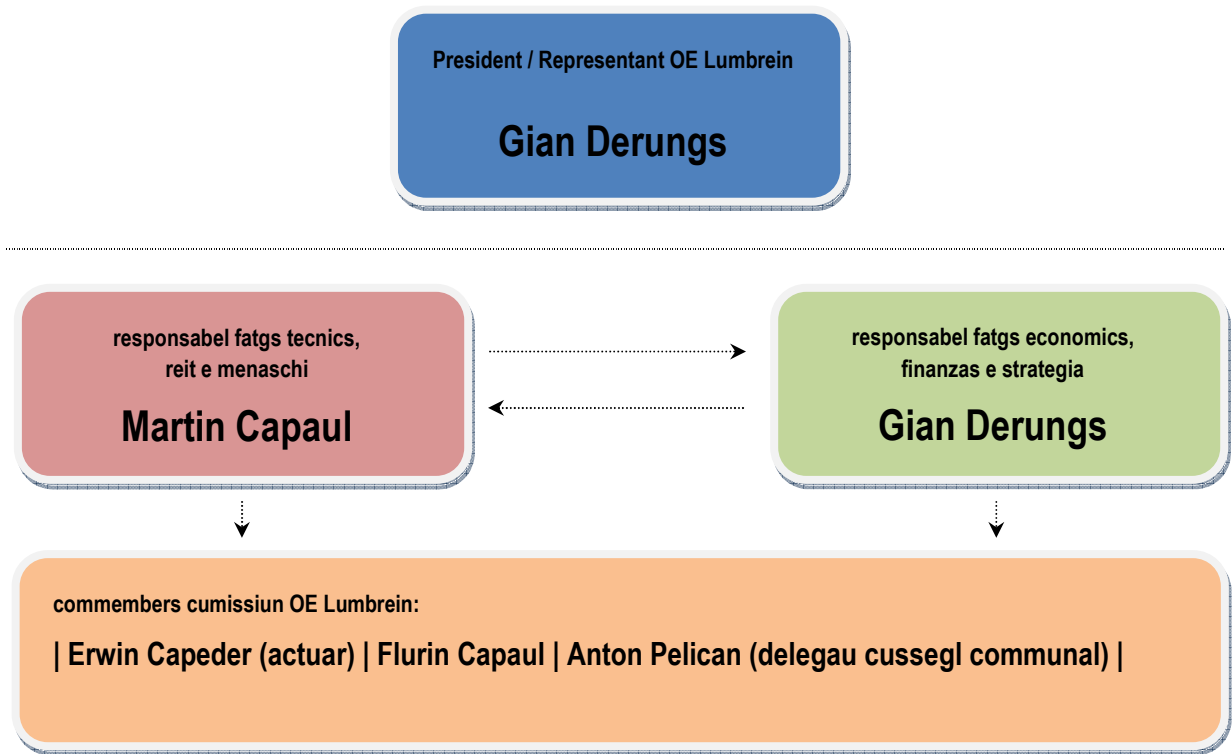 President / Representant OE Lumbrein
Gian Derungs
responsabel fatgs tecnics,
reit e menaschi
Martin Capaul
responsabel fatgs economics,
finanzas e strategia
Gian Derungs
commembers cumissiun OE Lumbrein:
| Erwin Capeder (actuar) | Flurin Capaul | Anton Pelican (delegau cussegl communal) |